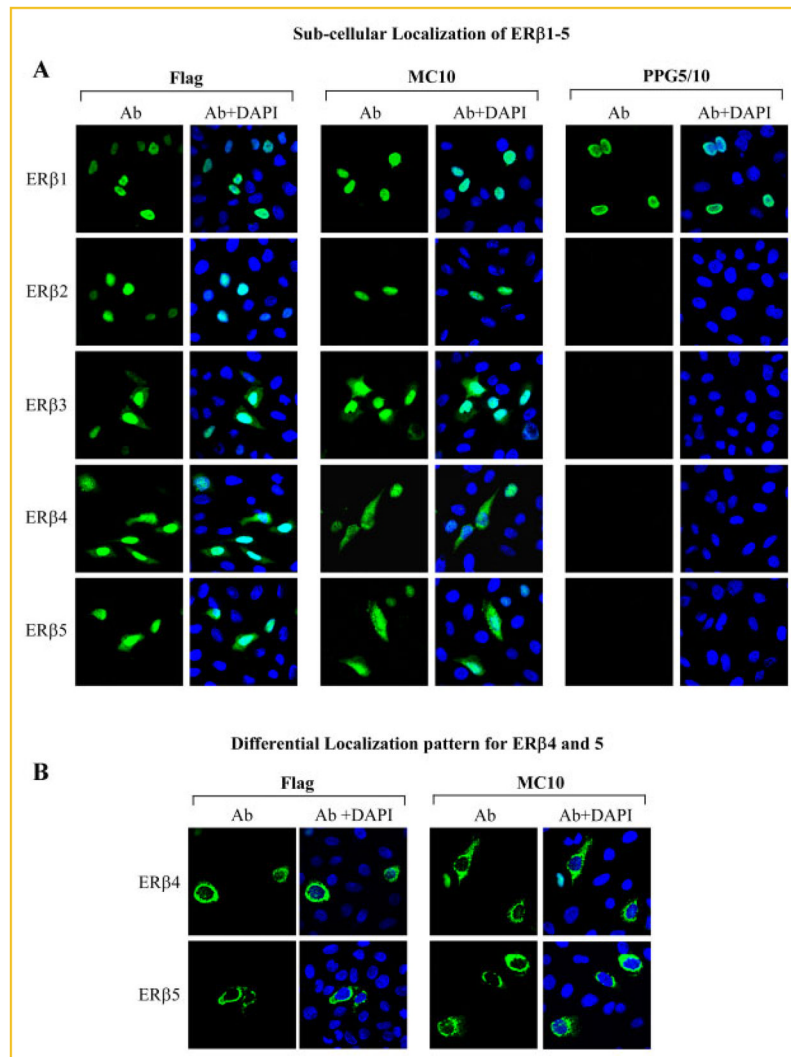 Sub-cellular Localization of ERβ1-5
A
Flag MC10 PPG5/10
Ab Ab+DAPI Ab Ab+DAPI Ab Ab+DAPI
ERβ1
ERβ2
ERβ3
ERβ4
ERβ5
Differential Localization pattern for ERβ4 and 5
B
Flag MC10
Ab Ab +DAPI Ab Ab+DAPI
ERβ4
ERβ5